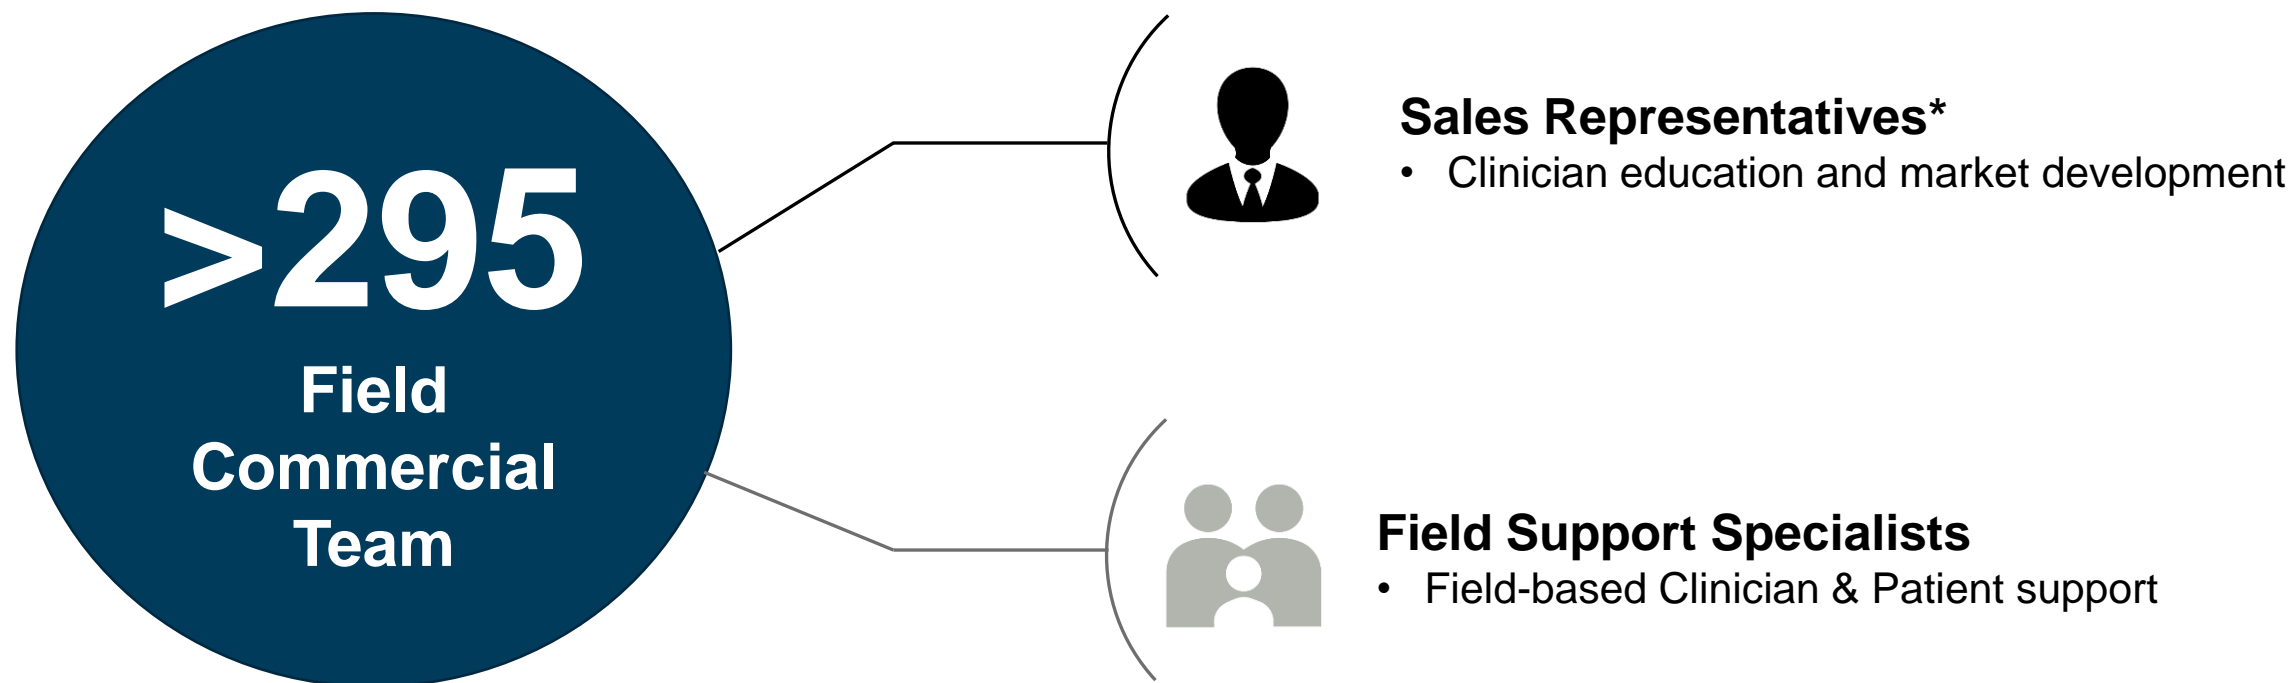 >295
Field
Commercial
Team
Sales Representatives*
• Clinician education and market development
Field Support Specialists
• Field-based Clinician & Patient support